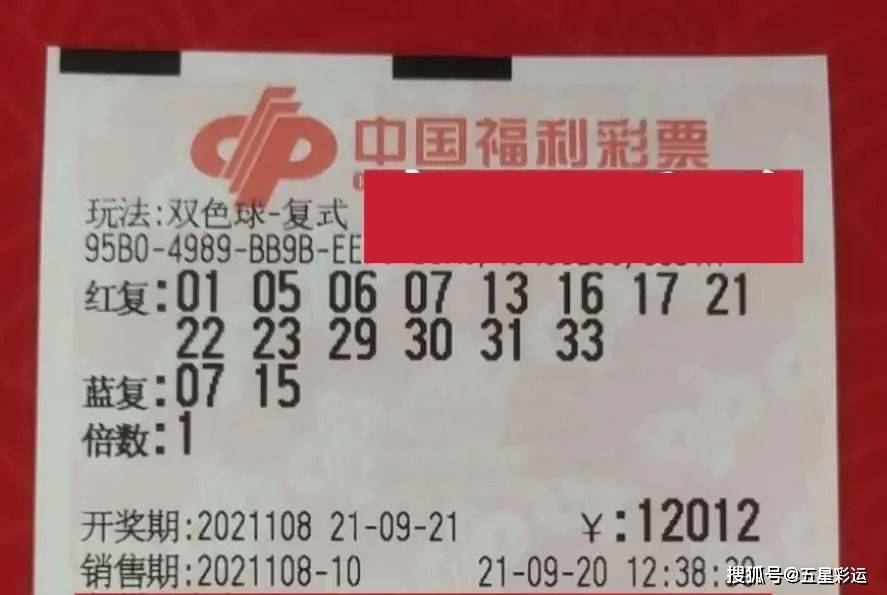 中国福利彩票
玩法:双色球-复式
95B0-4989-BB9B-EE
红复:01 05 06 07 13 16 17 21
22 23 29 30 31 33
蓝复:07 15
倍数:1
开奖期:2021108 21-09-21 ¥:12012
销售期:2021108-10 21-09-20 12:38:
搜狐号@五星彩运